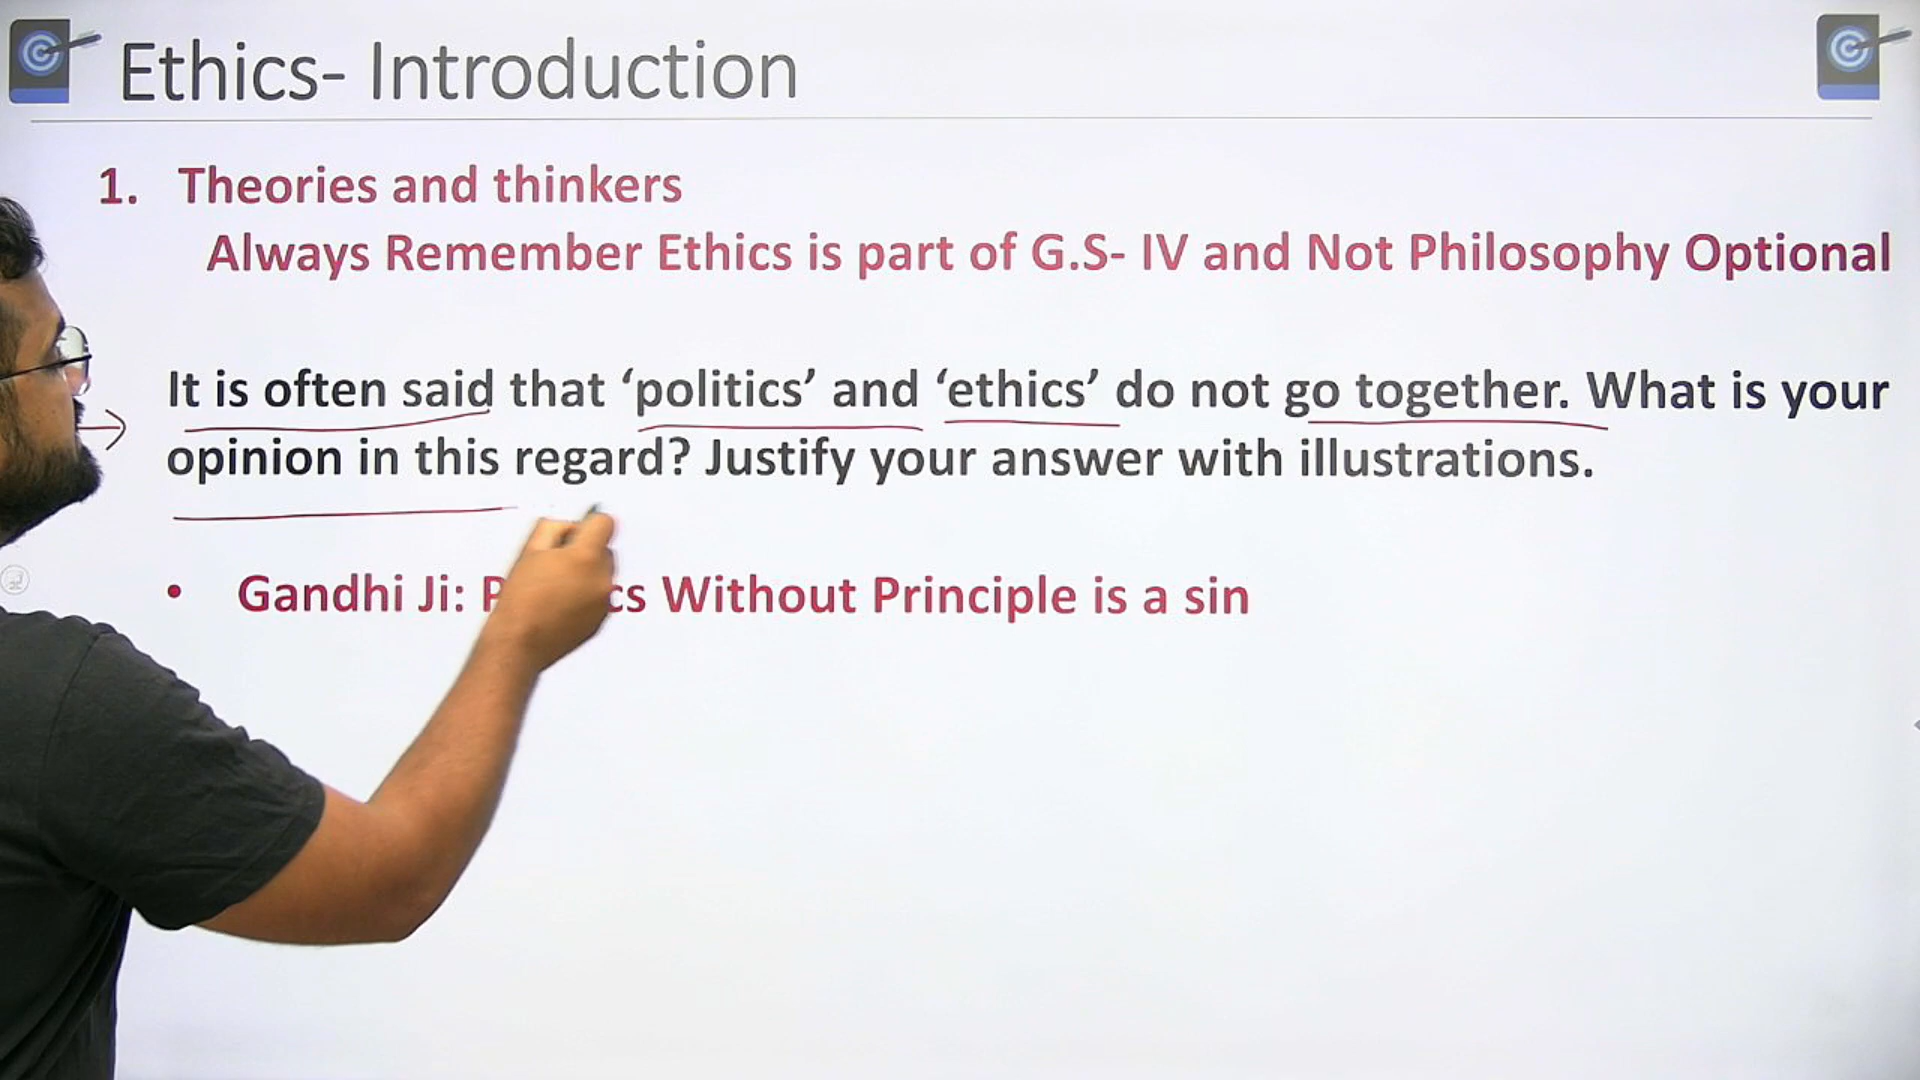 Ethics- Introduction
1. Theories and thinkers
Always Remember Ethics is part of G.S- IV and Not Philosophy Optional
It is often said that ‘politics’ and ‘ethics’ do not go together. What is your
opinion in this regard? Justify your answer with illustrations.
• Gandhi Ji: Without Principle is a sin